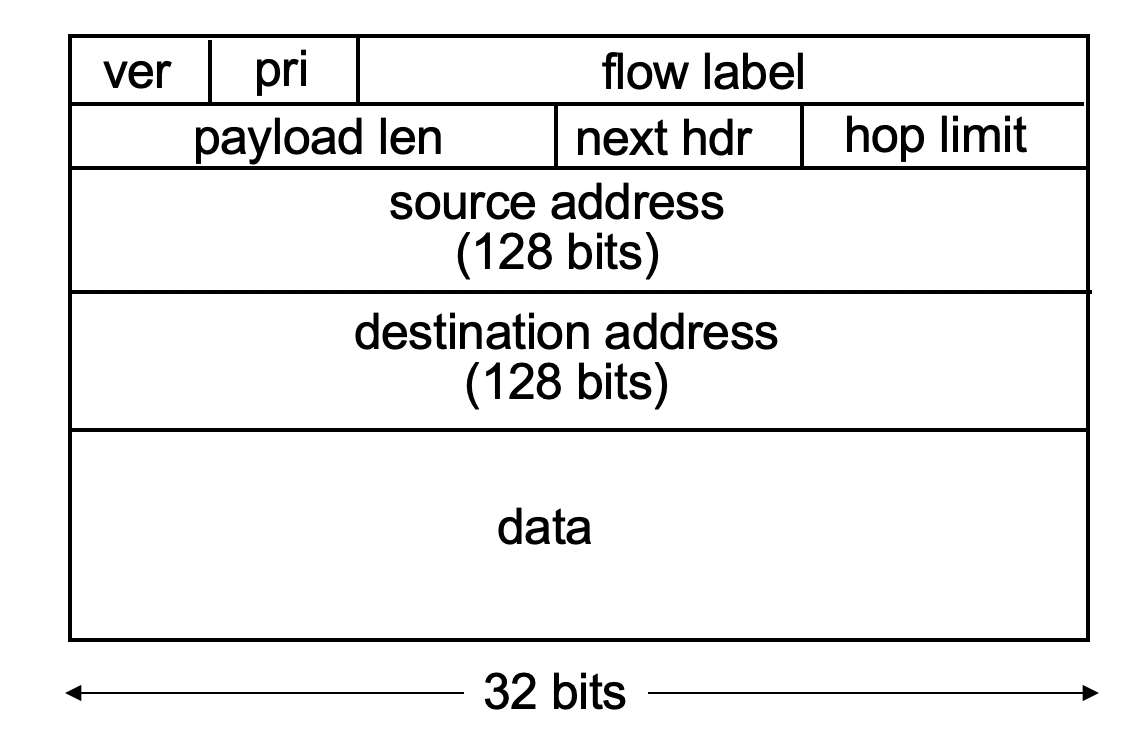 ver pri flow label
payload len next hdr hop limit
source address
(128 bits)
destination address
(128 bits)
data
32 bits